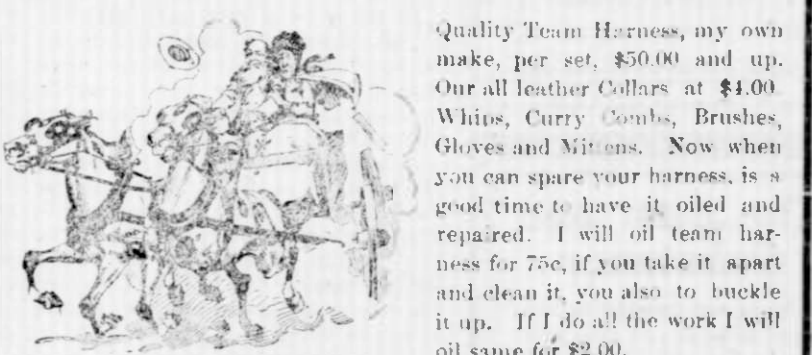 Quality Team Harness, my own
make, per set, $50.00 and up.
Our all leather Collars at $4.00
Whips, Curry Combs, Brushes,
Gloves and Mittens. Now when
you can spare your harness, is a
good time to have it oiled and
repaired. I will oil team har-
ness for 75c, if you take it apart
and clean it, you also to buckle
it up. If I do all the work I will
oil same for $2.00.